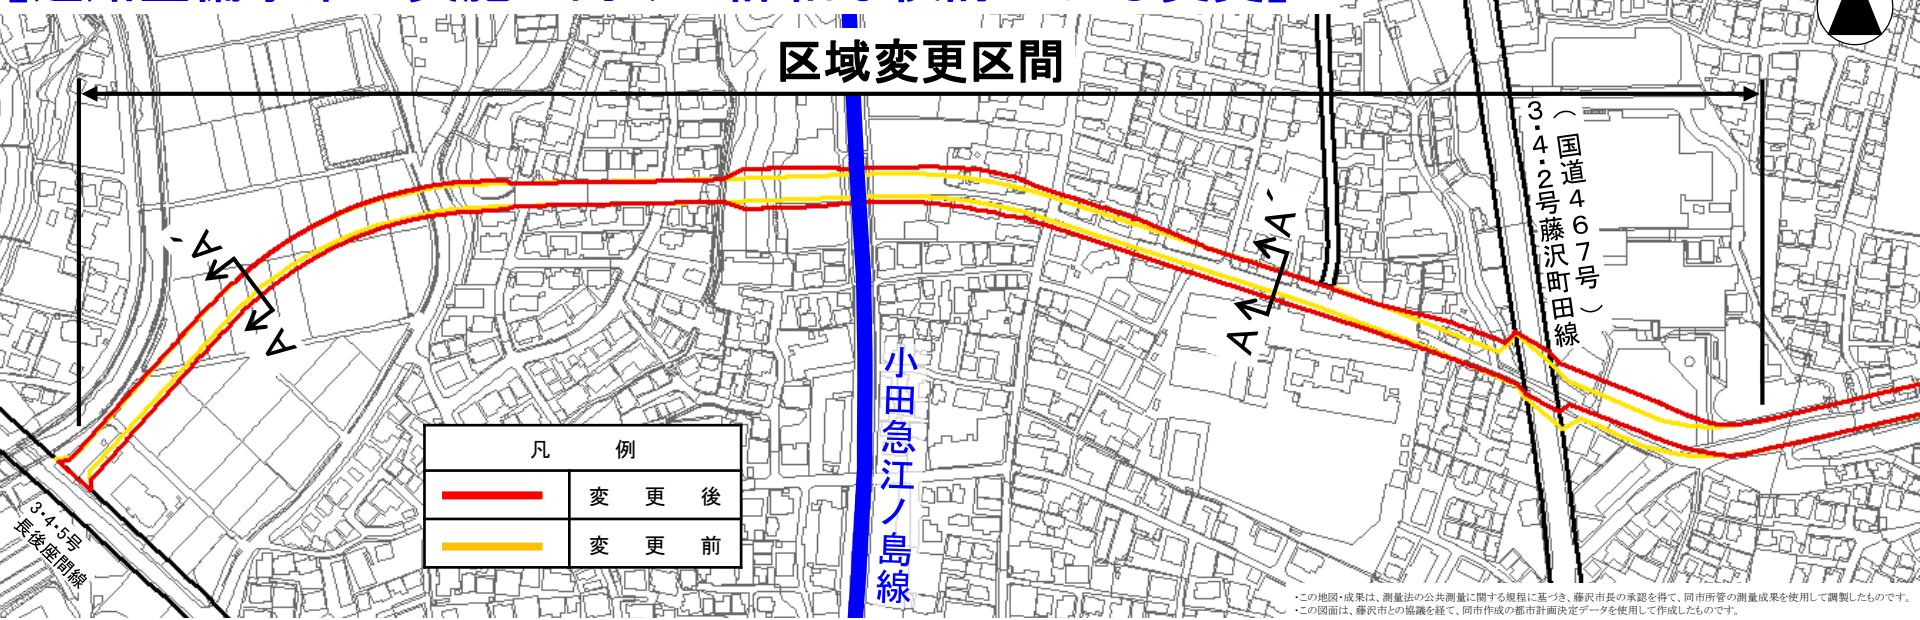 区域変更区間
3・4・2号藤沢町田線
（国道467号）
A´
A
A´
A
小田急江ノ島線
凡 例
変 更 後
変 更 前
3・4・5号
長後座間線
・この地図・成果は、測量法の公共測量に関する規程に基づき、藤沢市長の承認を得て、同市所管の測量成果を使用して調製したものです。
・この図面は、藤沢市との協議を経て、同市作成の都市計画決定データを使用して作成したものです。